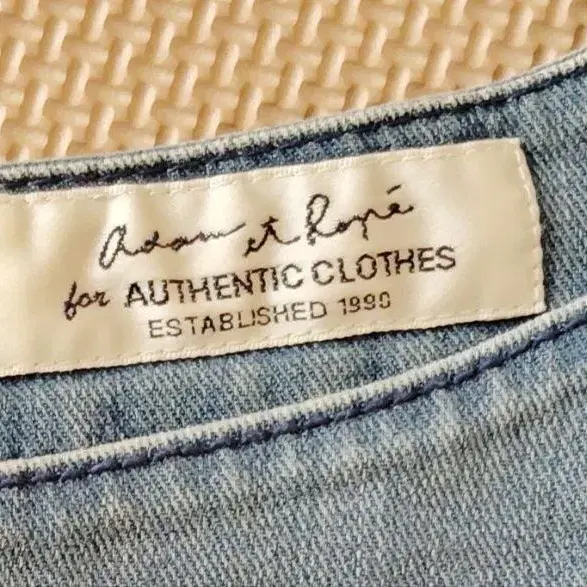 Adam et Ropé
for AUTHENTIC CLOTHES
ESTABLISHED 1990